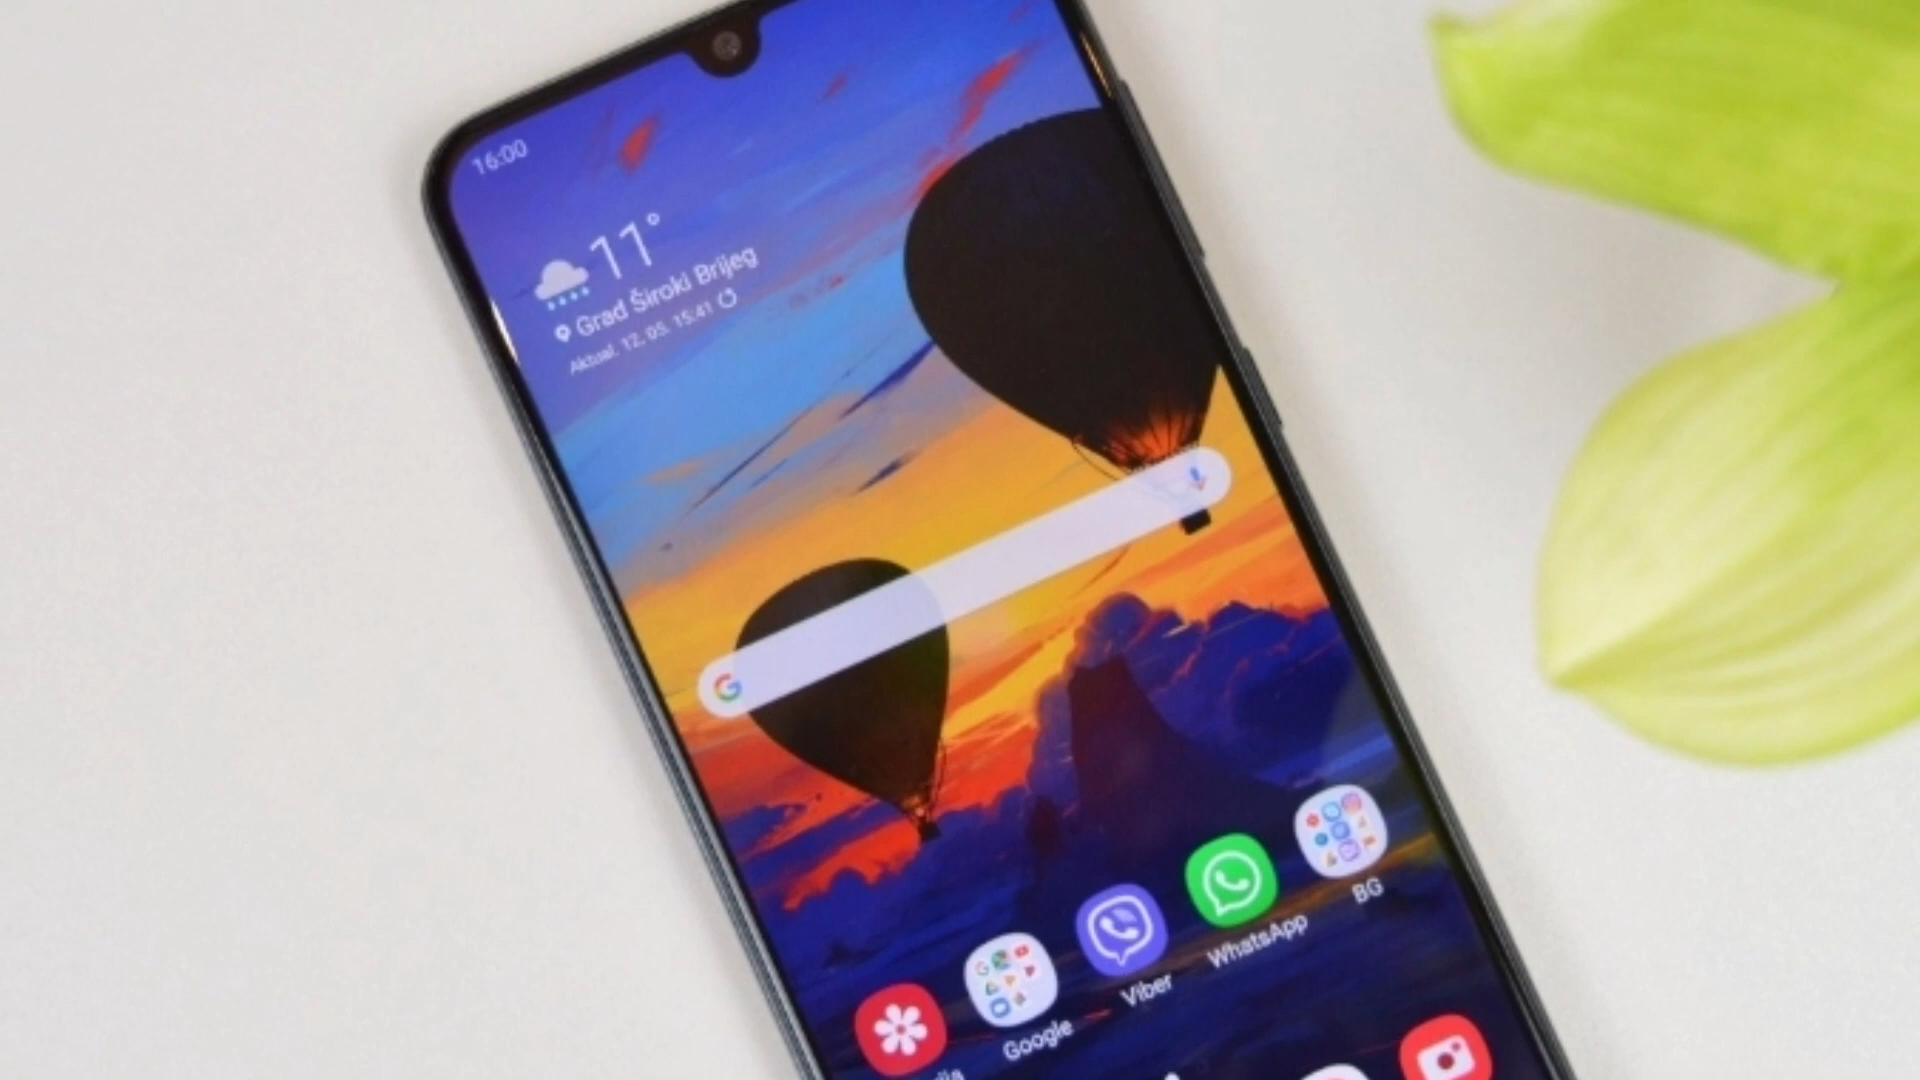 16:00
11°
Grad Široki Brijeg
Aktual. 12. 05. 15:41
G
BG
WhatsApp
Viber
Google